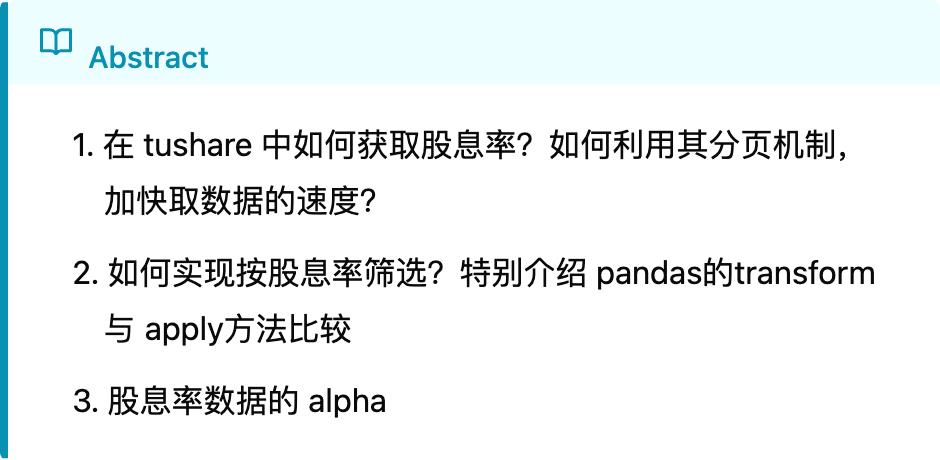 Abstract
1. 在 tushare 中如何获取股息率？如何利用其分页机制，
加快取数据的速度？
2. 如何实现按股息率筛选？特别介绍 pandas的transform
与 apply方法比较
3. 股息率数据的 alpha